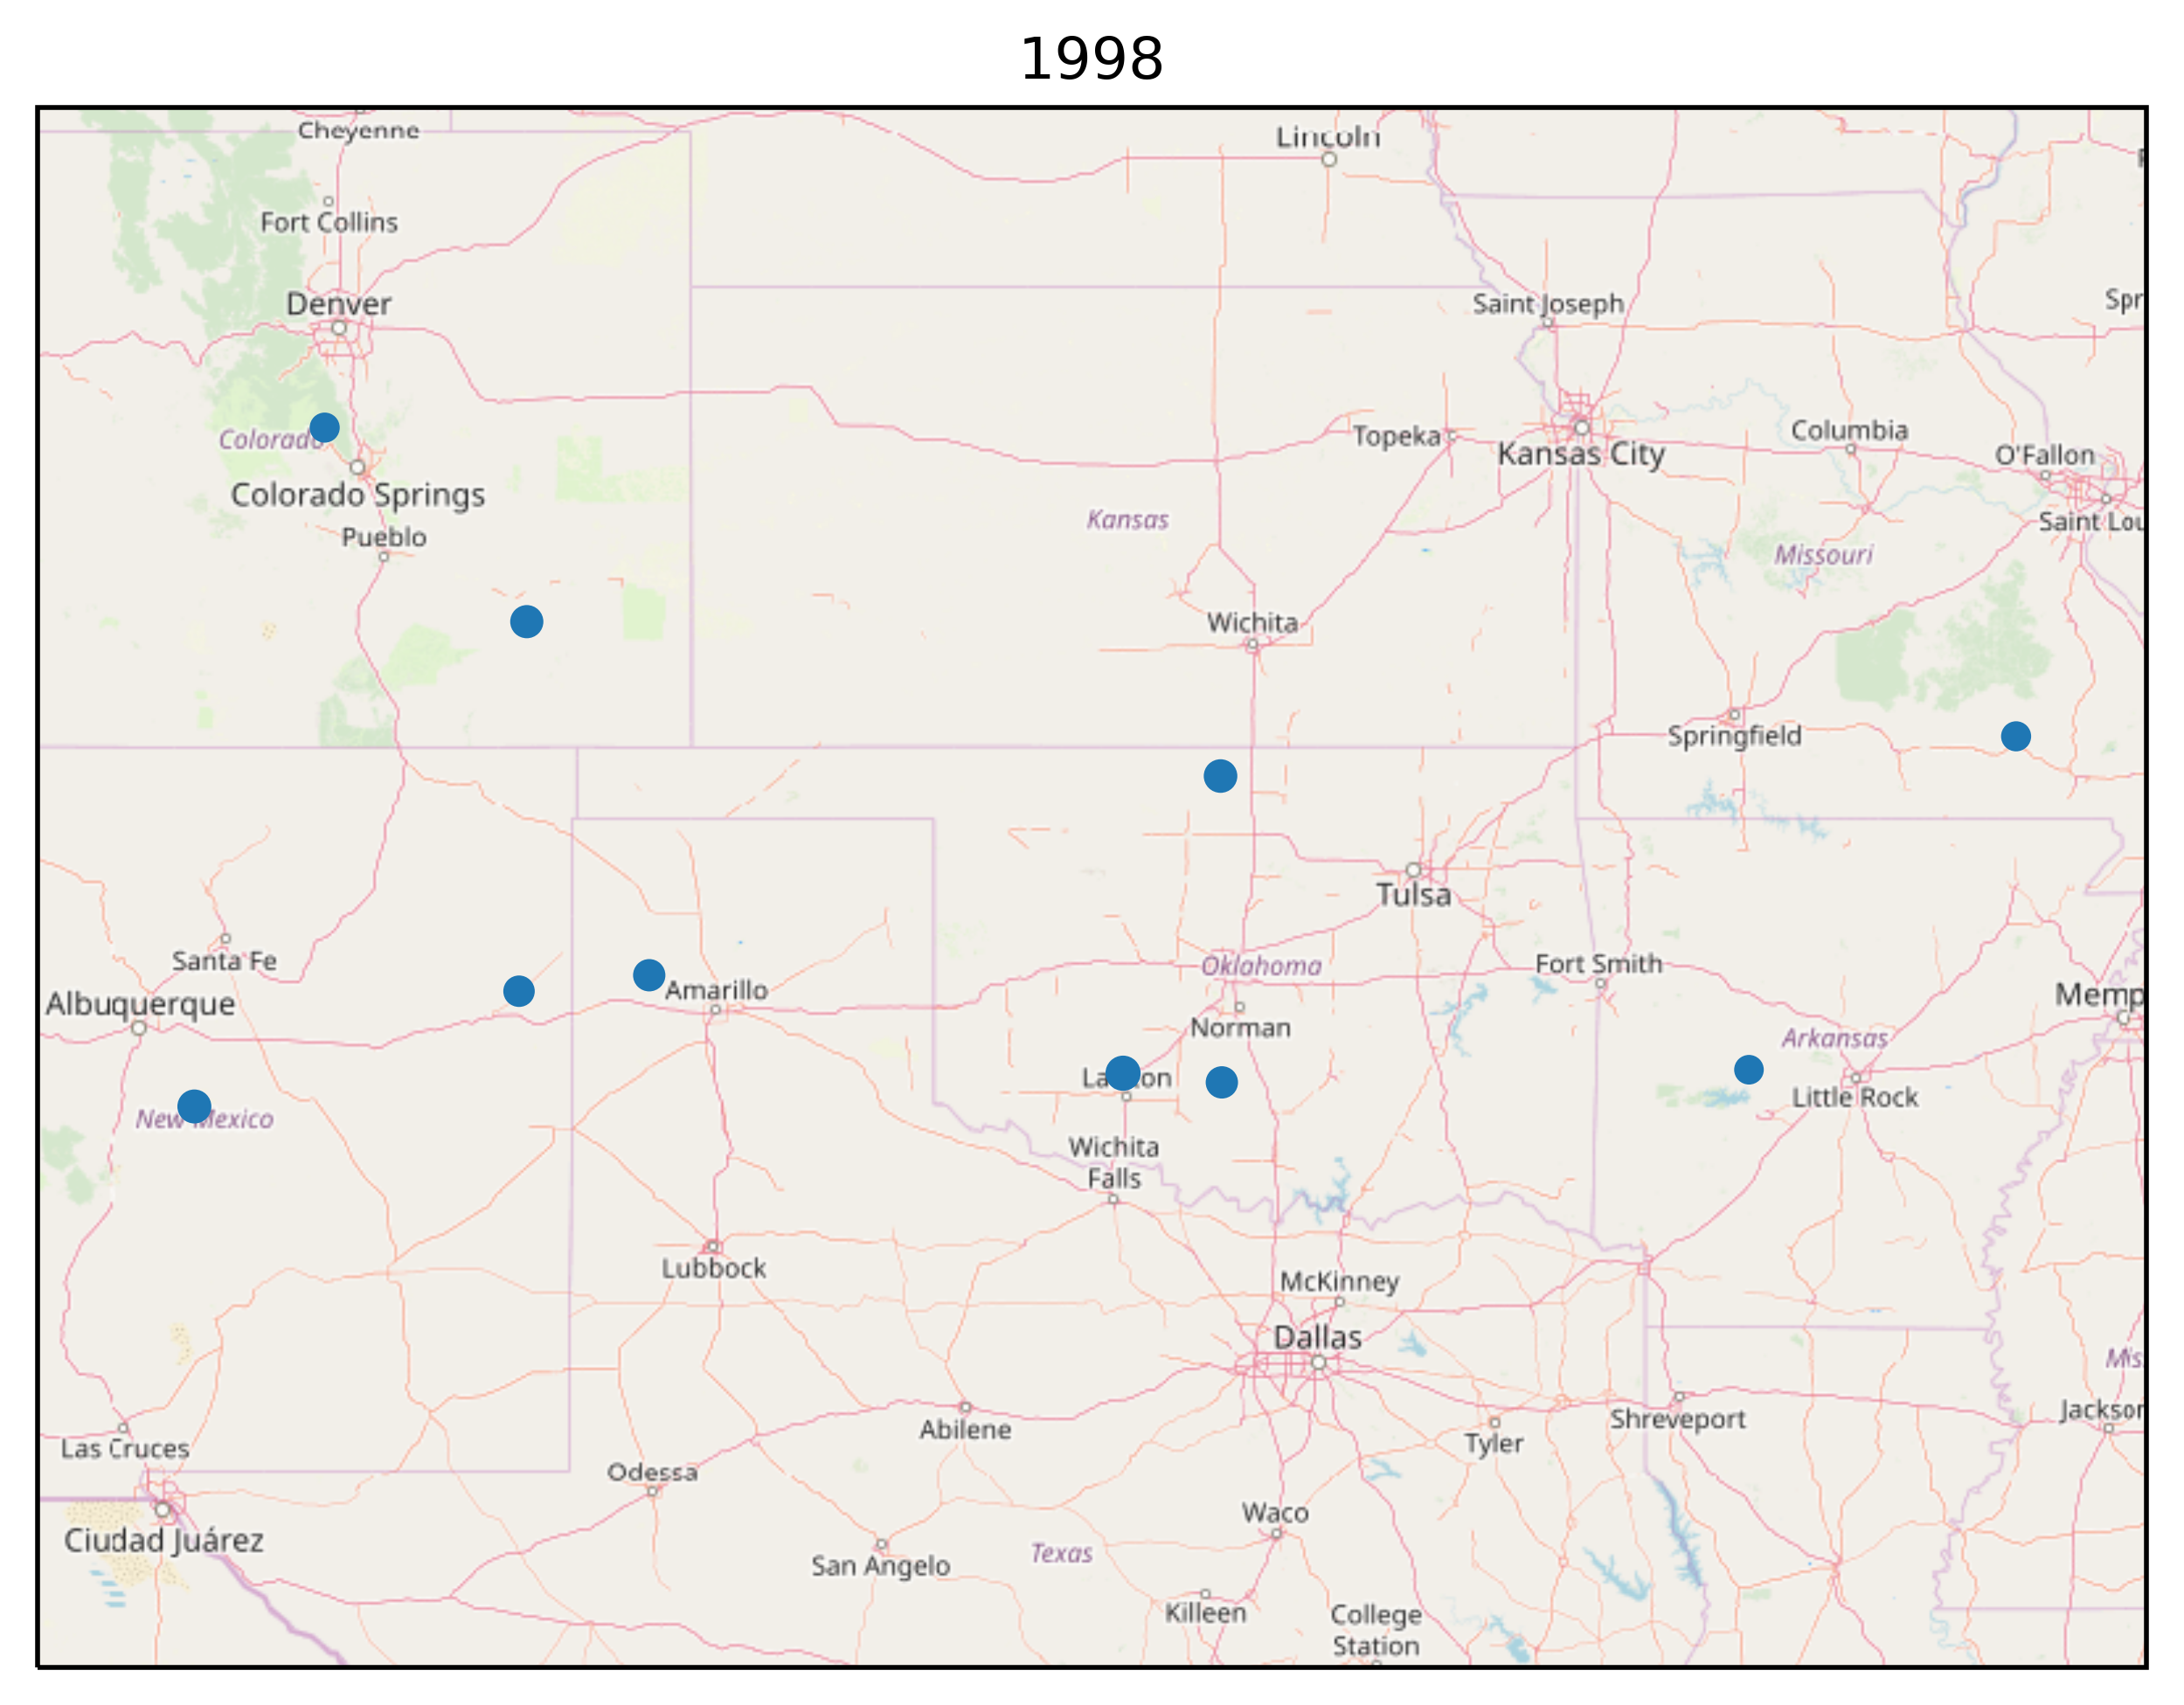 1998
Cheyenne
Lincoln
Fort Collins
Denver
Saint Joseph
Spr
Colorado
Topeka
Kansas City
Columbia
O'Fallon
Colorado Springs
Kansas
Saint Lou
Pueblo
Missouri
Wichita
Springfield
Tulsa
Santa Fe
Oklahoma
Fort Smith
Albuquerque
Amarillo
Memp
Norman
Arkansas
Little Rock
New Mexico
Wichita
Falls
Lubbock
McKinney
Dallas
Mis
Abilene
Shreveport
Jackson
Las Cruces
Tyler
Odessa
Waco
Ciudad Juárez
San Angelo
Texas
Killeen
College
Station